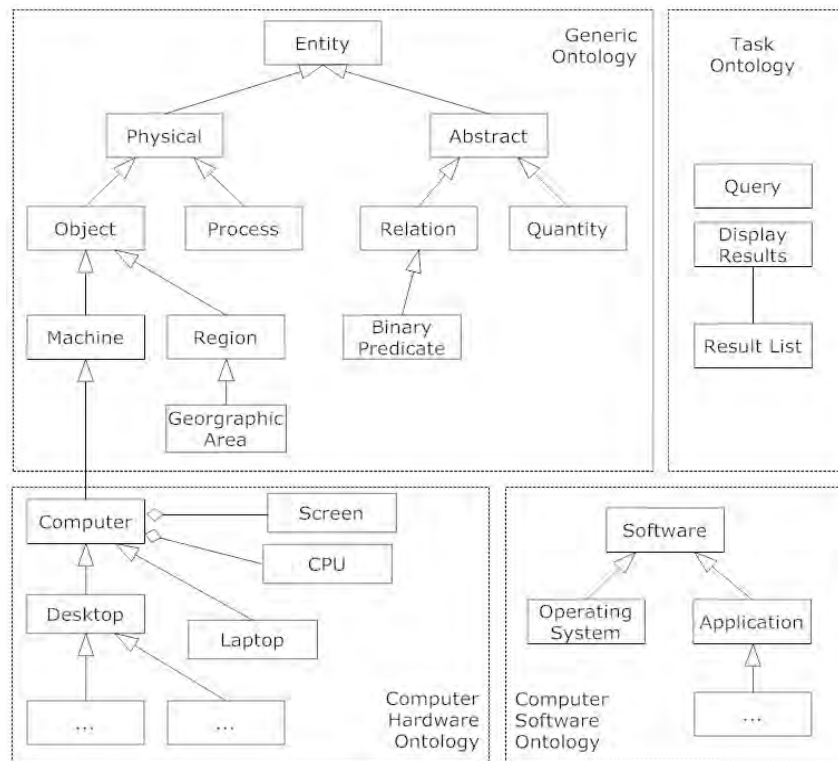 Entity
Generic
Ontology
Task
Ontology
Physical
Abstract
Query
Object
Process
Relation
Quantity
Display
Results
Machine
Region
Binary
Predicate
Result List
Georgraphic
Area
Computer
Screen
CPU
Software
Desktop
Laptop
Operating
System
Application
...
...
...
Computer
Hardware
Ontology
Computer
Software
Ontology